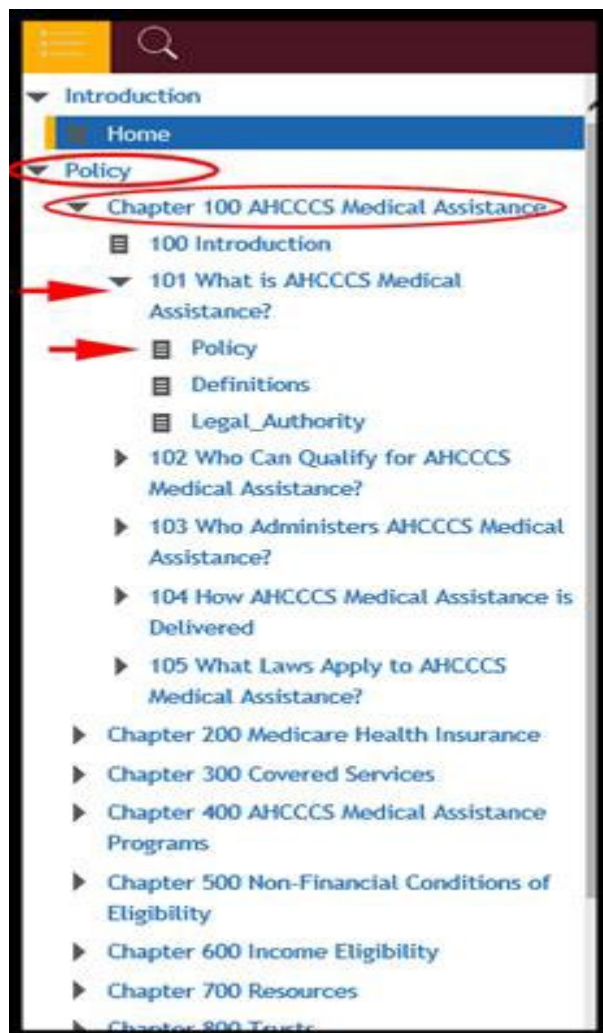 Introduction
Home
Policy
Chapter 100 AHCCCS Medical Assistance
100 Introduction
101 What is AHCCCS Medical
Assistance?
Policy
Definitions
Legal_Authority
102 Who Can Qualify for AHCCCS
Medical Assistance?
103 Who Administers AHCCCS Medical
Assistance?
104 How AHCCCS Medical Assistance is
Delivered
105 What Laws Apply to AHCCCS
Medical Assistance?
Chapter 200 Medicare Health Insurance
Chapter 300 Covered Services
Chapter 400 AHCCCS Medical Assistance
Programs
Chapter 500 Non-Financial Conditions of
Eligibility
Chapter 600 Income Eligibility
Chapter 700 Resources
Chapter 800 Trusts